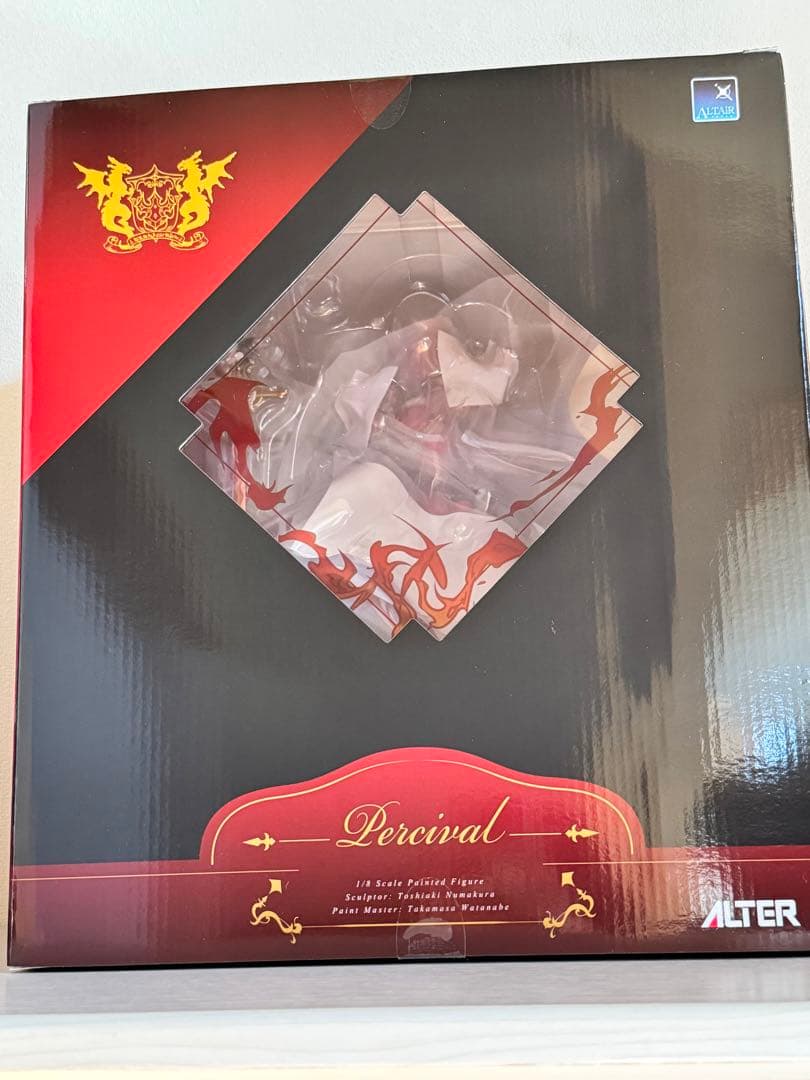 ALTAIR
Percival
1/8 Scale Painted Figure
Sculptor: Toshiaki Numakura
Paint Master: Takamasa Watanabe
ALTER